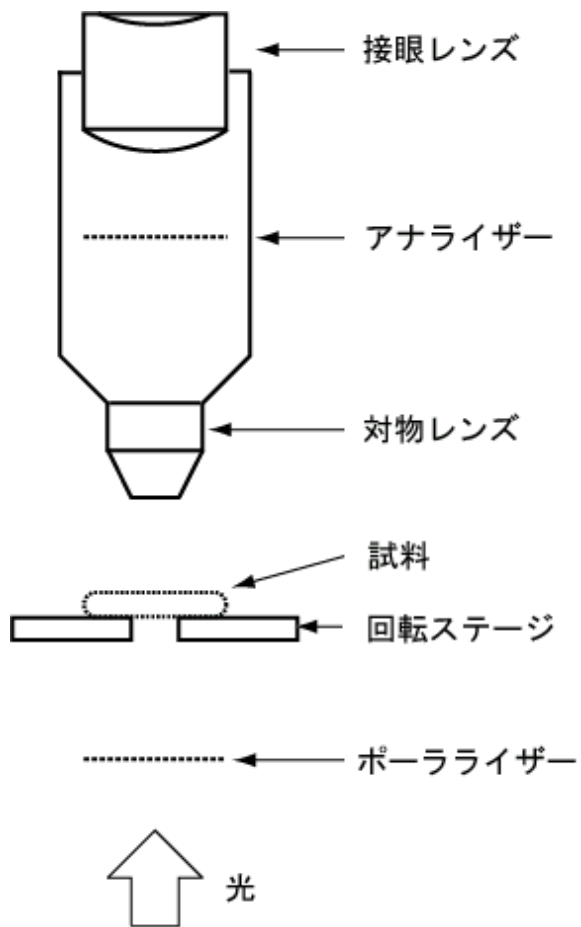 接眼レンズ
アナライザー
対物レンズ
試料
回転ステージ
ポーラライザー
光